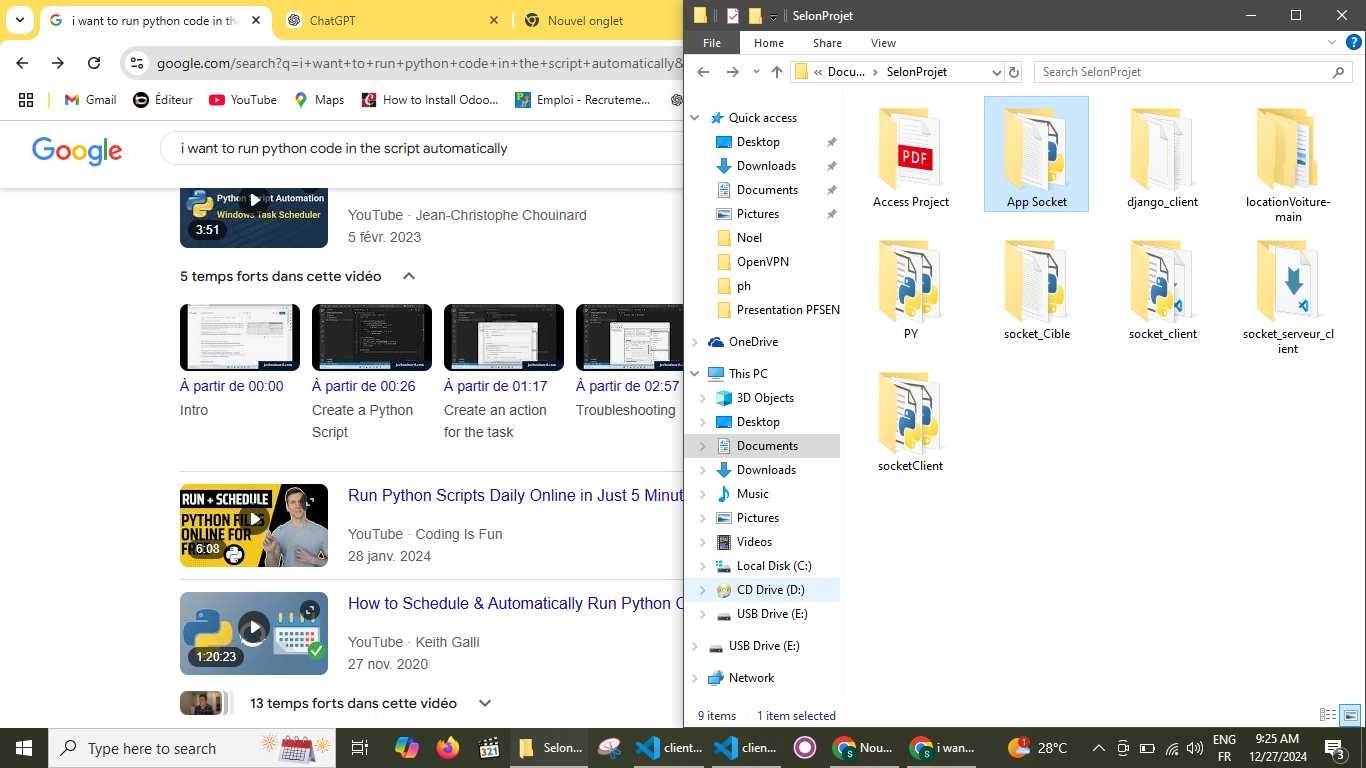 i want to run python code in the
ChatGPT
Nouvel onglet
google.com/search?q=i+want+to+run+python+code+in+the+script+automatically&
Gmail
Éditeur
YouTube
Maps
How to Install Odoo...
Emploi - Recruteme...
Google
i want to run python code in the script automatically
Python Script Automation
Windows Task Scheduler
3:51
YouTube · Jean-Christophe Chouinard
5 févr. 2023
5 temps forts dans cette vidéo
À partir de 00:00
À partir de 00:26
À partir de 01:17
À partir de 02:57
Intro
Create a Python
Script
Create an action
for the task
Troubleshooting
RUN + SCHEDULE
PYTHON FILES
ONLINE FOR
6:08
Run Python Scripts Daily Online in Just 5 Minut
YouTube · Coding Is Fun
28 janv. 2024
How to Schedule & Automatically Run Python C
1:20:23
YouTube · Keith Galli
27 nov. 2020
13 temps forts dans cette vidéo
SelonProjet
File
Home
Share
View
Docu...
SelonProjet
Search SelonProjet
Quick access
Desktop
Downloads
Documents
Pictures
Noel
OpenVPN
ph
Presentation PFSEN
OneDrive
This PC
3D Objects
Desktop
Documents
Downloads
Music
Pictures
Videos
Local Disk (C:)
CD Drive (D:)
USB Drive (E:)
USB Drive (E:)
Network
PDF
Access Project
App Socket
django_client
locationVoiture-
main
PY
socket_Cible
socket_client
socket_serveur_cl
ient
socketClient
9 items
1 item selected
Type here to search
321
Selon...
client...
clien...
Nou...
i wan...
1
28°C
ENG
FR
9:25 AM
12/27/2024
3